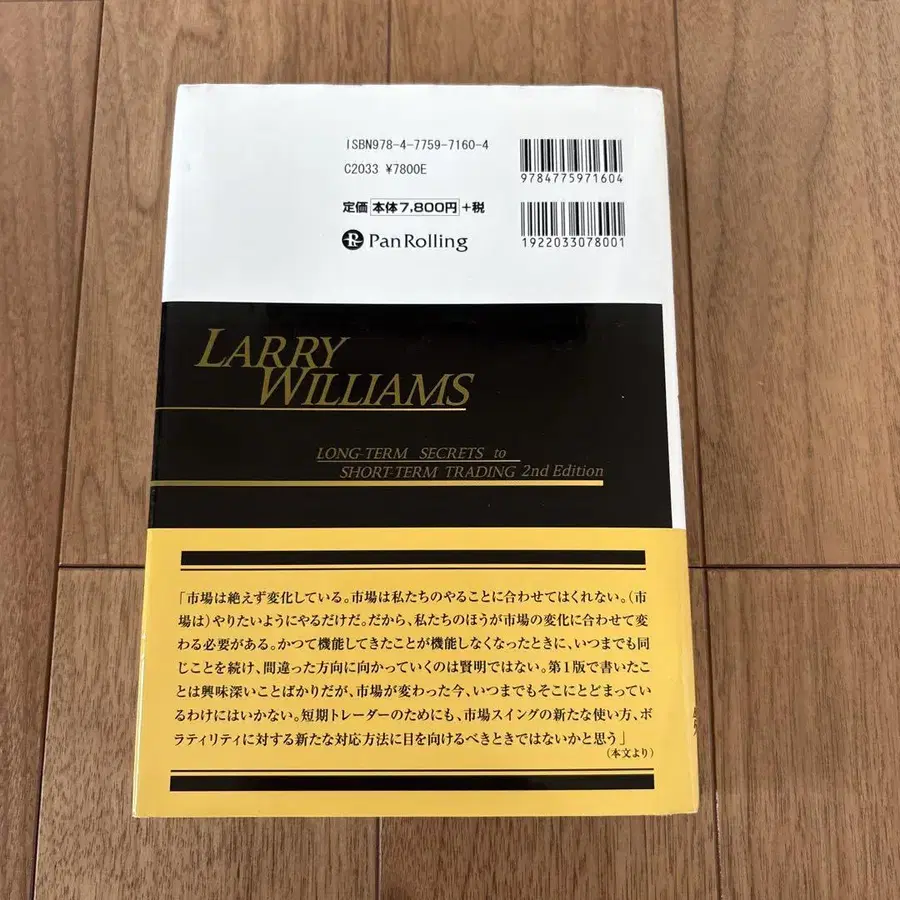 ISBN978-4-7759-7160-4
C2033 ¥7800E
定価 本体7,800円 +税
PanRolling
9784775971604
1922033078001
LARRY
WILLIAMS
LONG-TERM SECRETS to
SHORT-TERM TRADING 2nd Edition
「市場は絶えず変化している。市場は私たちのやることに合わせてはくれない。(市
場は)やりたいようにやるだけだ。だから、私たちのほうが市場の変化に合わせて変
わる必要がある。かつて機能してきたことが機能しなくなったときに、いつまでも同
じことを続け、間違った方向に向かっていくのは賢明ではない。第1版で書いたこ
とは興味深いことばかりだが、市場が変わった今、いつまでもそこにとどまってい
るわけにはいかない。短期トレーダーのためにも、市場スイングの新たな使い方、ボ
ラティリティに対する新たな対応方法に目を向けるべきときではないかと思う」
(本文より)